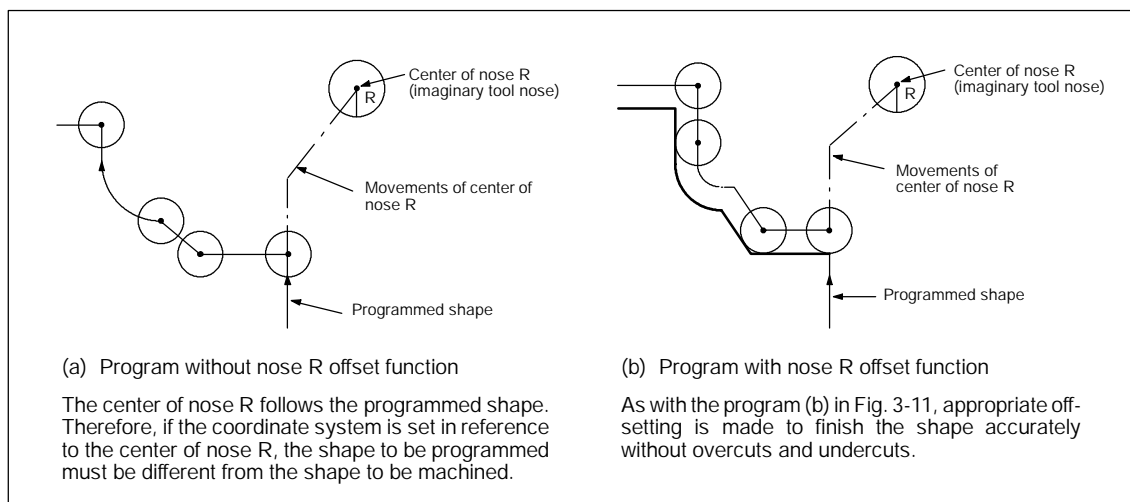 Center of nose R
(imaginary tool nose)
R
Movements of center of
nose R
Programmed shape
(a) Program without nose R offset function
The center of nose R follows the programmed shape.
Therefore, if the coordinate system is set in reference
to the center of nose R, the shape to be programmed
must be different from the shape to be machined.
Center of nose R
(imaginary tool nose)
R
Movements of
center of nose R
Programmed shape
(b) Program with nose R offset function
As with the program (b) in Fig. 3-11, appropriate off-
setting is made to finish the shape accurately
without overcuts and undercuts.